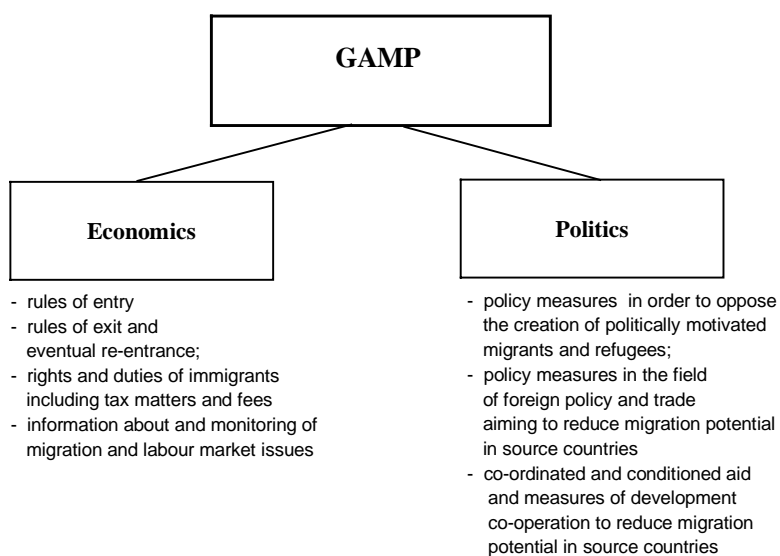 GAMP
Economics
- rules of entry
- rules of exit and
eventual re-entrance;
- rights and duties of immigrants
including tax matters and fees
- information about and monitoring of
migration and labour market issues
Politics
- policy measures in order to oppose
the creation of politically motivated
migrants and refugees;
- policy measures in the field
of foreign policy and trade
aiming to reduce migration potential
in source countries
- co-ordinated and conditioned aid
and measures of development
co-operation to reduce migration
potential in source countries